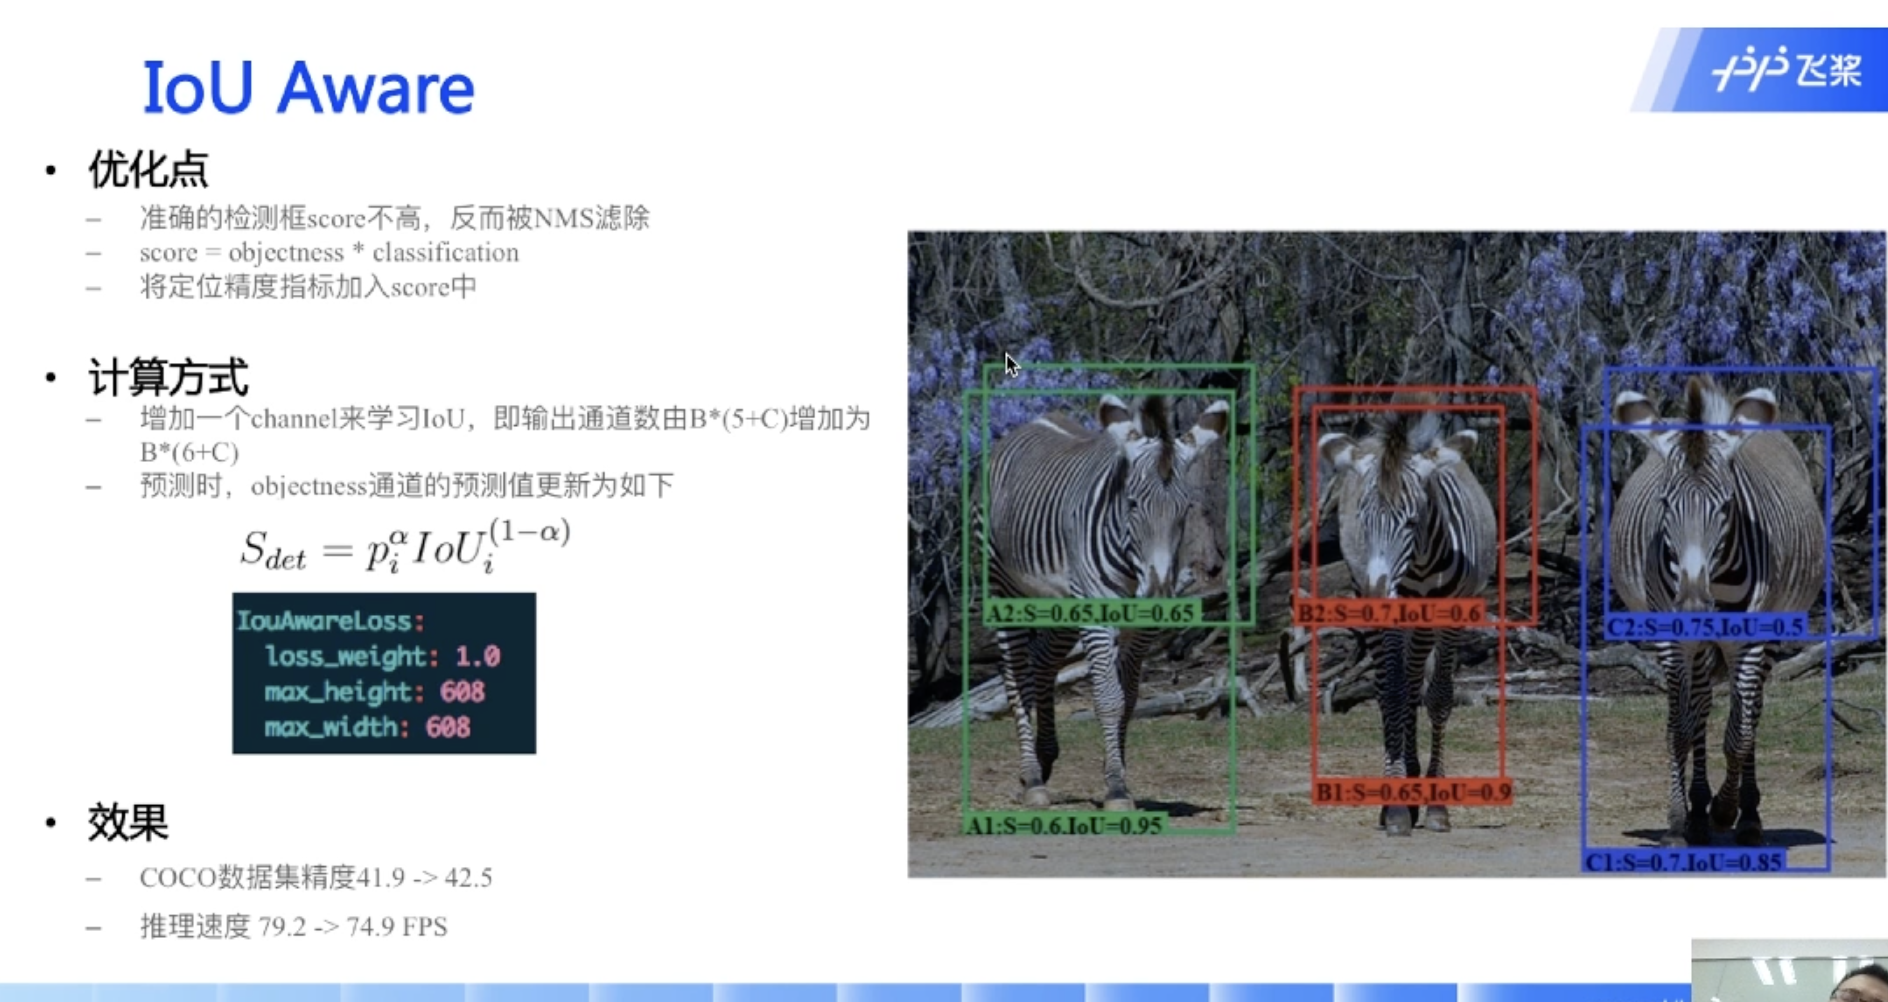 IoU Aware
飞桨
• 优化点
– 准确的检测框score不高，反而被NMS滤除
– score = objectness * classification
– 将定位精度指标加入score中
• 计算方式
– 增加一个channel来学习IoU，即输出通道数由B*(5+C)增加为
B*(6+C)
– 预测时，objectness通道的预测值更新为如下
S_{det} = p_i^α IoU_i^{(1−α)}
IouAwareLoss:
loss_weight: 1.0
max_height: 608
max_width: 608
• 效果
– COCO数据集精度41.9 -> 42.5
– 推理速度 79.2 -> 74.9 FPS
A2:S=0.65,IoU=0.65
B2:S=0.7,IoU=0.6
C2:S=0.75,IoU=0.5
B1:S=0.65,IoU=0.9
A1:S=0.6,IoU=0.95
C1:S=0.7,IoU=0.85